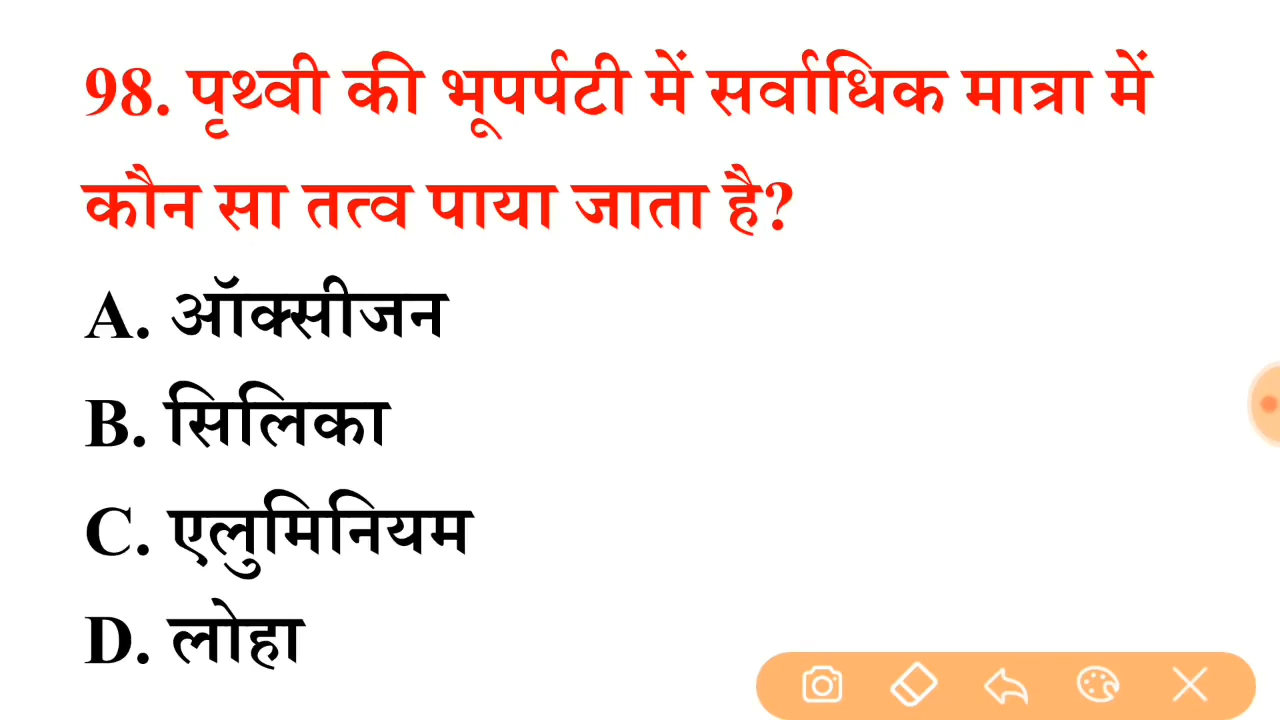 98. पृथ्वी की भूपर्पटी में सर्वाधिक मात्रा में
कौन सा तत्व पाया जाता है?
A. ऑक्सीजन
B. सिलिका
C. एलुमिनियम
D. लोहा